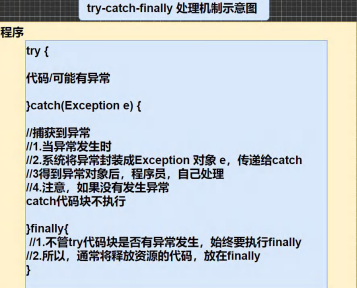 try-catch-finally 处理机制示意图
程序
try {
代码/可能有异常
}catch(Exception e) {
//捕获到异常
//1.当异常发生时
//2.系统将异常封装成Exception 对象 e，传递给catch
//3得到异常对象后，程序员，自己处理
//4.注意，如果没有发生异常
catch代码块不执行
}finally{
//1.不管try代码块是否有异常发生，始终要执行finally
//2.所以，通常将释放资源的代码，放在finally
}